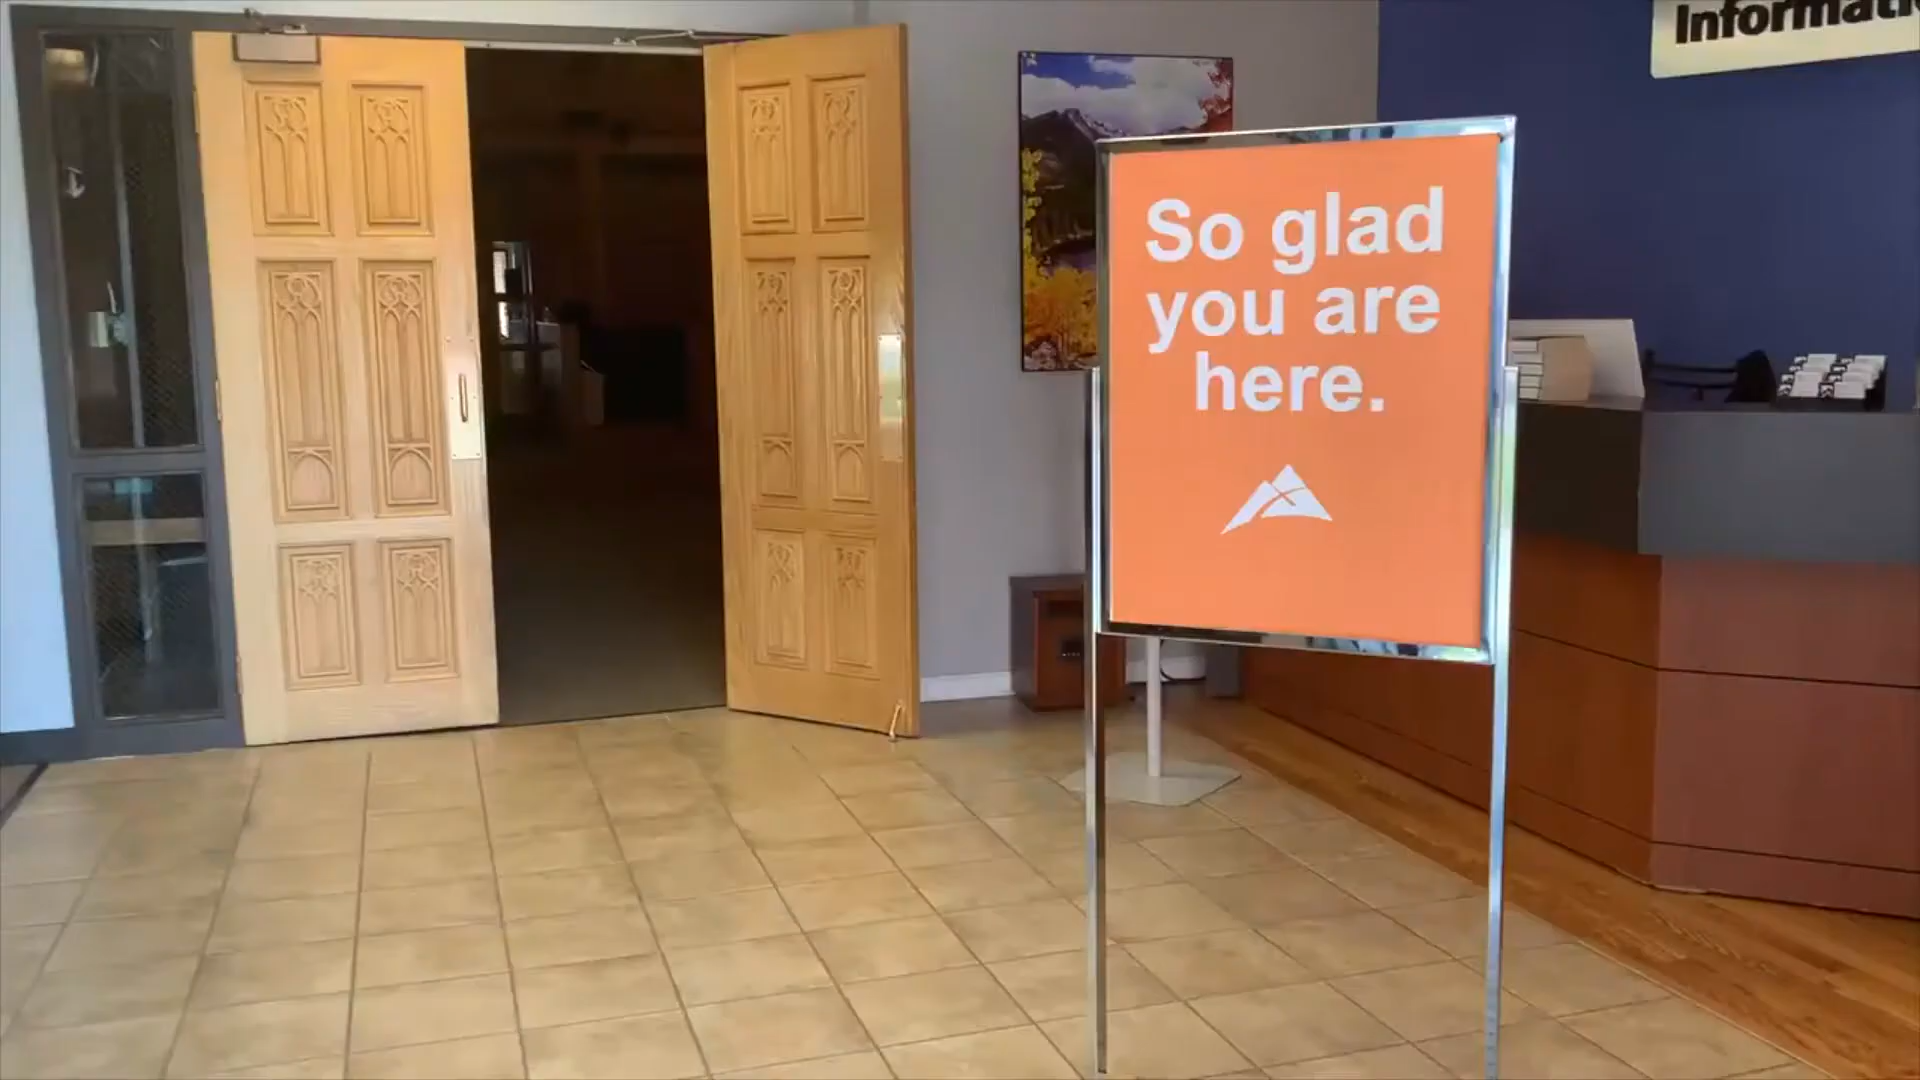 Informati
So glad
you are
here.